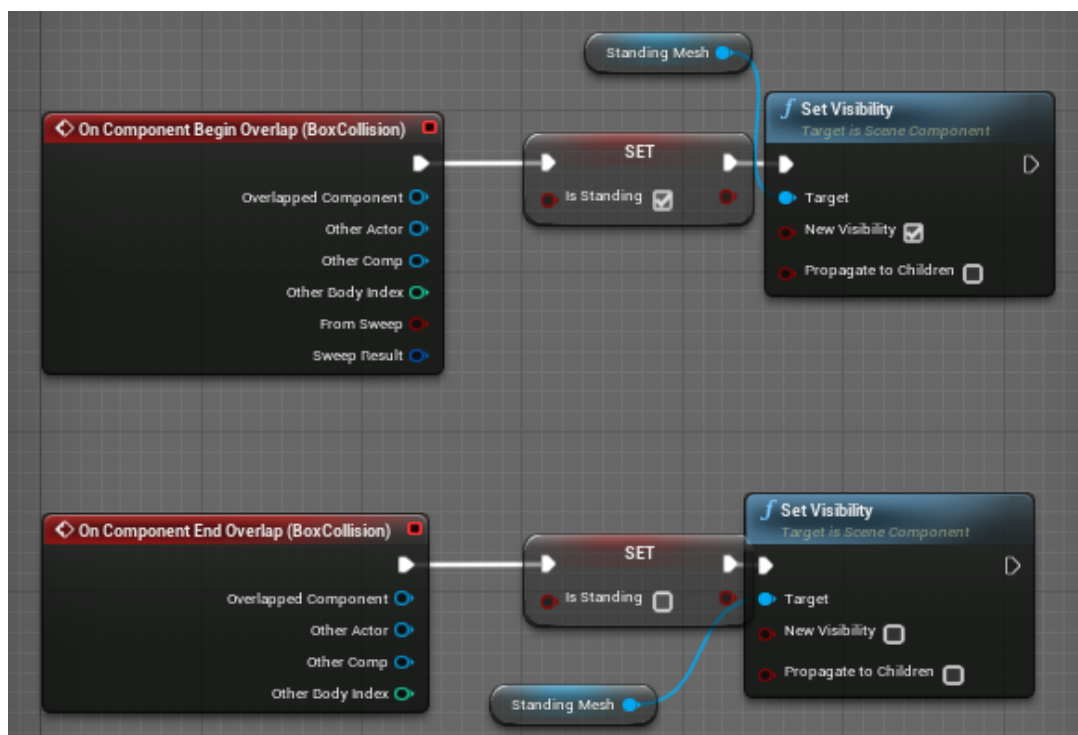 Standing Mesh
f Set Visibility
Target is Scene Component
On Component Begin Overlap (BoxCollision)
SET
Is Standing
Target
Overlapped Component
Other Actor
New Visibility
Other Comp
Propagate to Children
Other Body Index
From Sweep
Sweep Result
f Set Visibility
Target is Scene Component
On Component End Overlap (BoxCollision)
SET
Is Standing
Target
Overlapped Component
Other Actor
New Visibility
Other Comp
Propagate to Children
Other Body Index
Standing Mesh